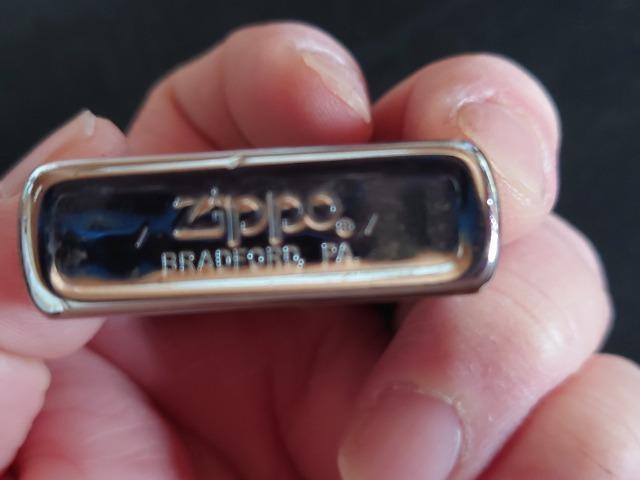 / Zippo® /
BRADFORD, PA.